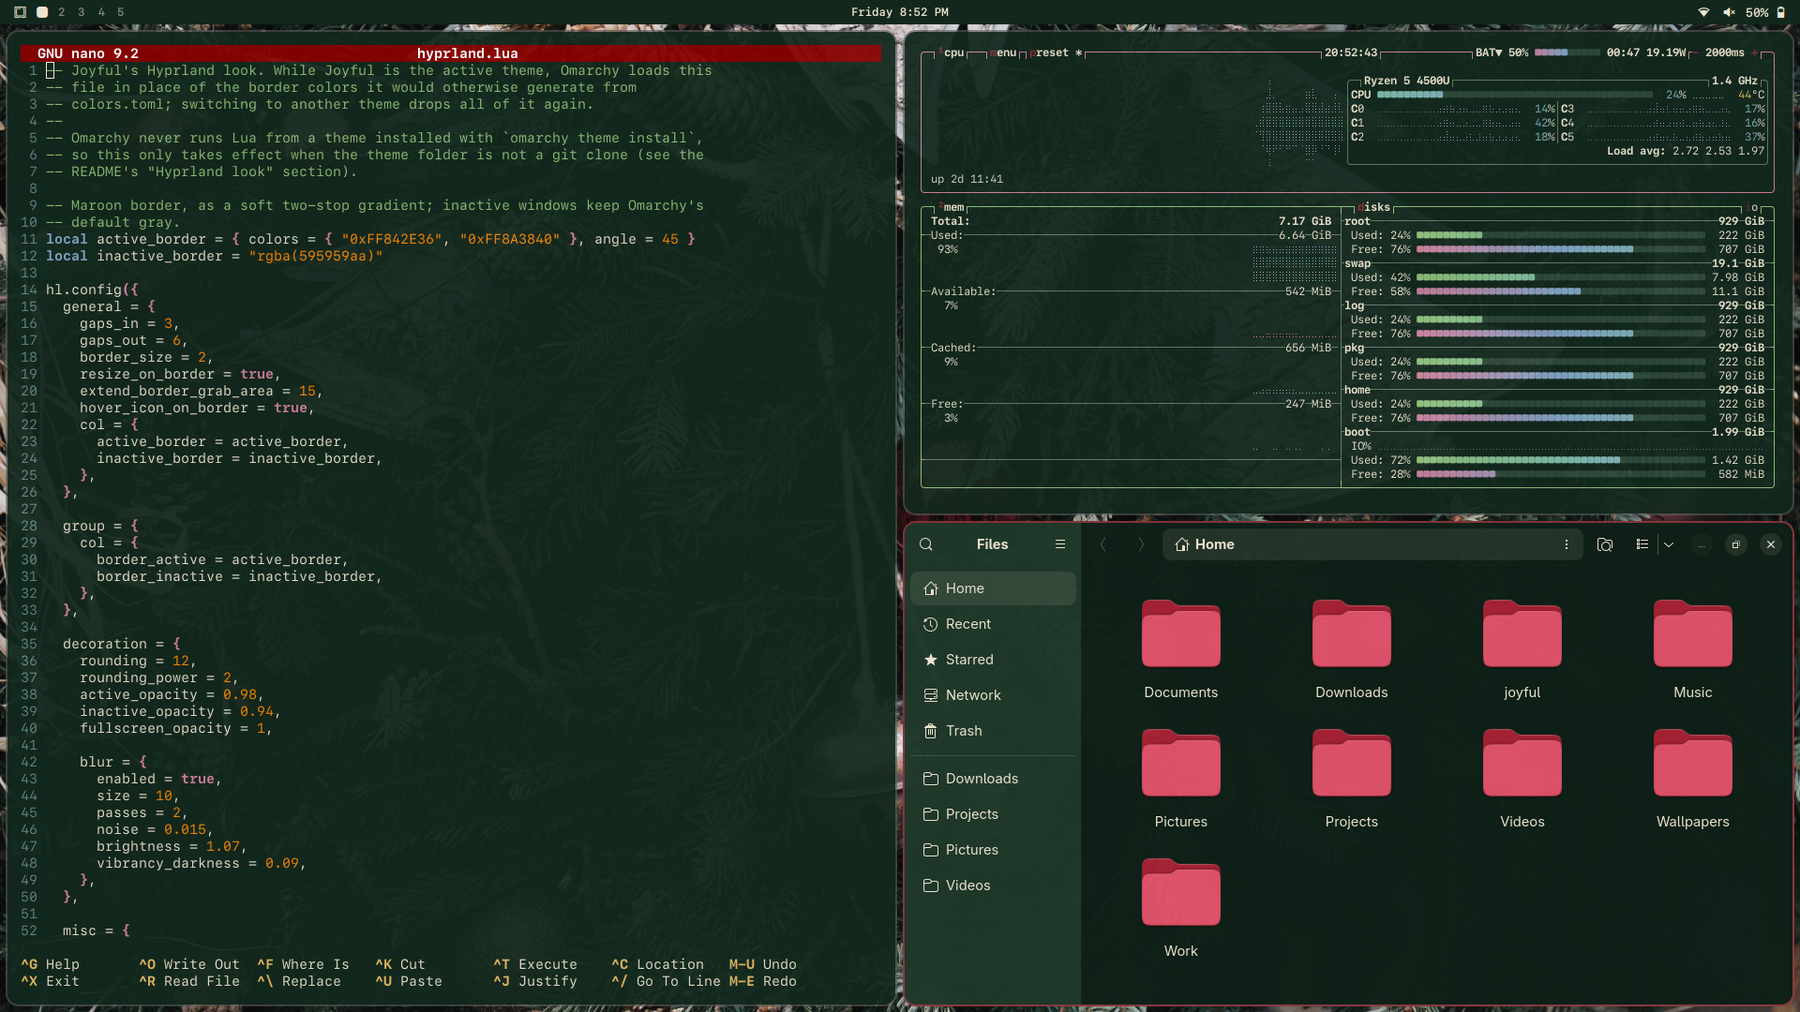 2 3 4 5
Friday 8:52 PM
50%
GNU nano 9.2 hyprland.lua
1 -- Joyful's Hyprland look. While Joyful is the active theme, Omarchy loads this
2 -- file in place of the border colors it would otherwise generate from
3 -- colors.toml; switching to another theme drops all of it again.
4 --
5 -- Omarchy never runs Lua from a theme installed with `omarchy theme install`,
6 -- so this only takes effect when the theme folder is not a git clone (see the
7 -- README's "Hyprland look" section).
8
9 -- Maroon border, as a soft two-stop gradient; inactive windows keep Omarchy's
10 -- default gray.
11 local active_border = { colors = { "0xFF842E36", "0xFF8A3840" }, angle = 45 }
12 local inactive_border = "rgba(595959aa)"
13
14 hl.config({
15 general = {
16 gaps_in = 3,
17 gaps_out = 6,
18 border_size = 2,
19 resize_on_border = true,
20 extend_border_grab_area = 15,
21 hover_icon_on_border = true,
22 col = {
23 active_border = active_border,
24 inactive_border = inactive_border,
25 },
26 },
27
28 group = {
29 col = {
30 border_active = active_border,
31 border_inactive = inactive_border,
32 },
33 },
34
35 decoration = {
36 rounding = 12,
37 rounding_power = 2,
38 active_opacity = 0.98,
39 inactive_opacity = 0.94,
40 fullscreen_opacity = 1,
41
42 blur = {
43 enabled = true,
44 size = 10,
45 passes = 2,
46 noise = 0.015,
47 brightness = 1.07,
48 vibrancy_darkness = 0.09,
49 },
50 },
51
52 misc = {
^G Help ^O Write Out ^F Where Is ^K Cut ^T Execute ^C Location M-U Undo
^X Exit ^R Read File ^\ Replace ^U Paste ^J Justify ^/ Go To Line M-E Redo
¹cpu menu preset * 20:52:43 BAT▼ 50% 00:47 19.19W - 2000ms +
Ryzen 5 4500U 1.4 GHz
CPU 24% 44°C
C0 14% C3 17%
C1 42% C4 16%
C2 18% C5 37%
Load avg: 2.72 2.53 1.97
up 2d 11:41
²mem
Total: 7.17 GiB
Used: 6.64 GiB
93%
Available: 542 MiB
7%
Cached: 656 MiB
9%
Free: 247 MiB
3%
disks io
root 929 GiB
Used: 24% 222 GiB
Free: 76% 707 GiB
swap 19.1 GiB
Used: 42% 7.98 GiB
Free: 58% 11.1 GiB
log 929 GiB
Used: 24% 222 GiB
Free: 76% 707 GiB
pkg 929 GiB
Used: 24% 222 GiB
Free: 76% 707 GiB
home 929 GiB
Used: 24% 222 GiB
Free: 76% 707 GiB
boot 1.99 GiB
IO%
Used: 72% 1.42 GiB
Free: 28% 582 MiB
Files
Home
Home
Recent
Starred
Network
Trash
Downloads
Projects
Pictures
Videos
Documents Downloads joyful Music
Pictures Projects Videos Wallpapers
Work